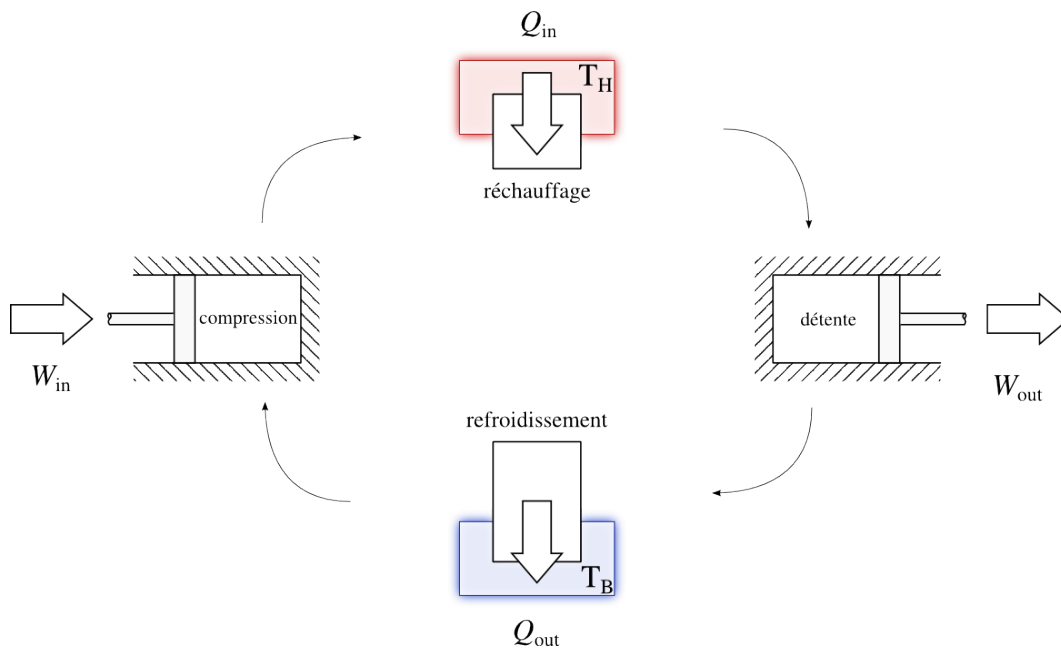 Q_in
T_H
réchauffage
compression
détente
W_in
W_out
refroidissement
T_B
Q_out